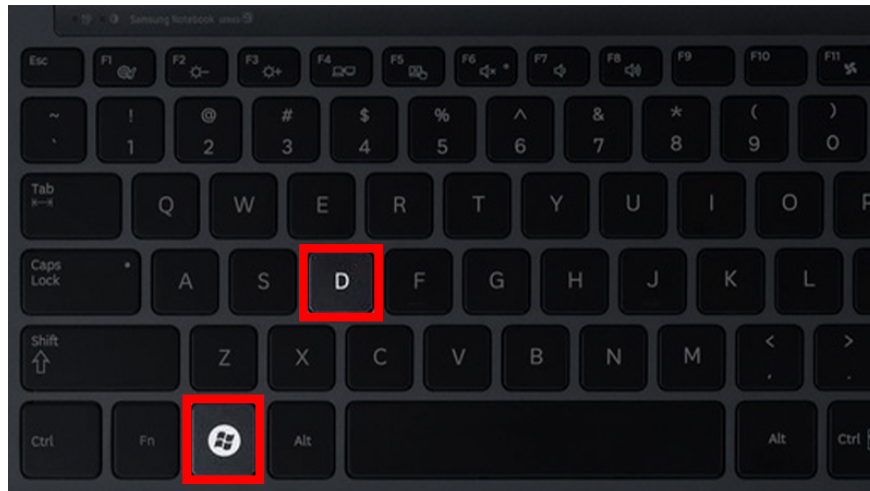 Samsung Notebook
Esc F1 F2 F3 F4 F5 F6 F7 F8 F9 F10 F11
~ ! @ # $ % ^ & * ( )
` 1 2 3 4 5 6 7 8 9 0
Tab Q W E R T Y U I O
Caps
Lock A S D F G H J K L
Shift Z X C V B N M < >
, .
Ctrl Fn Alt Alt Ctrl